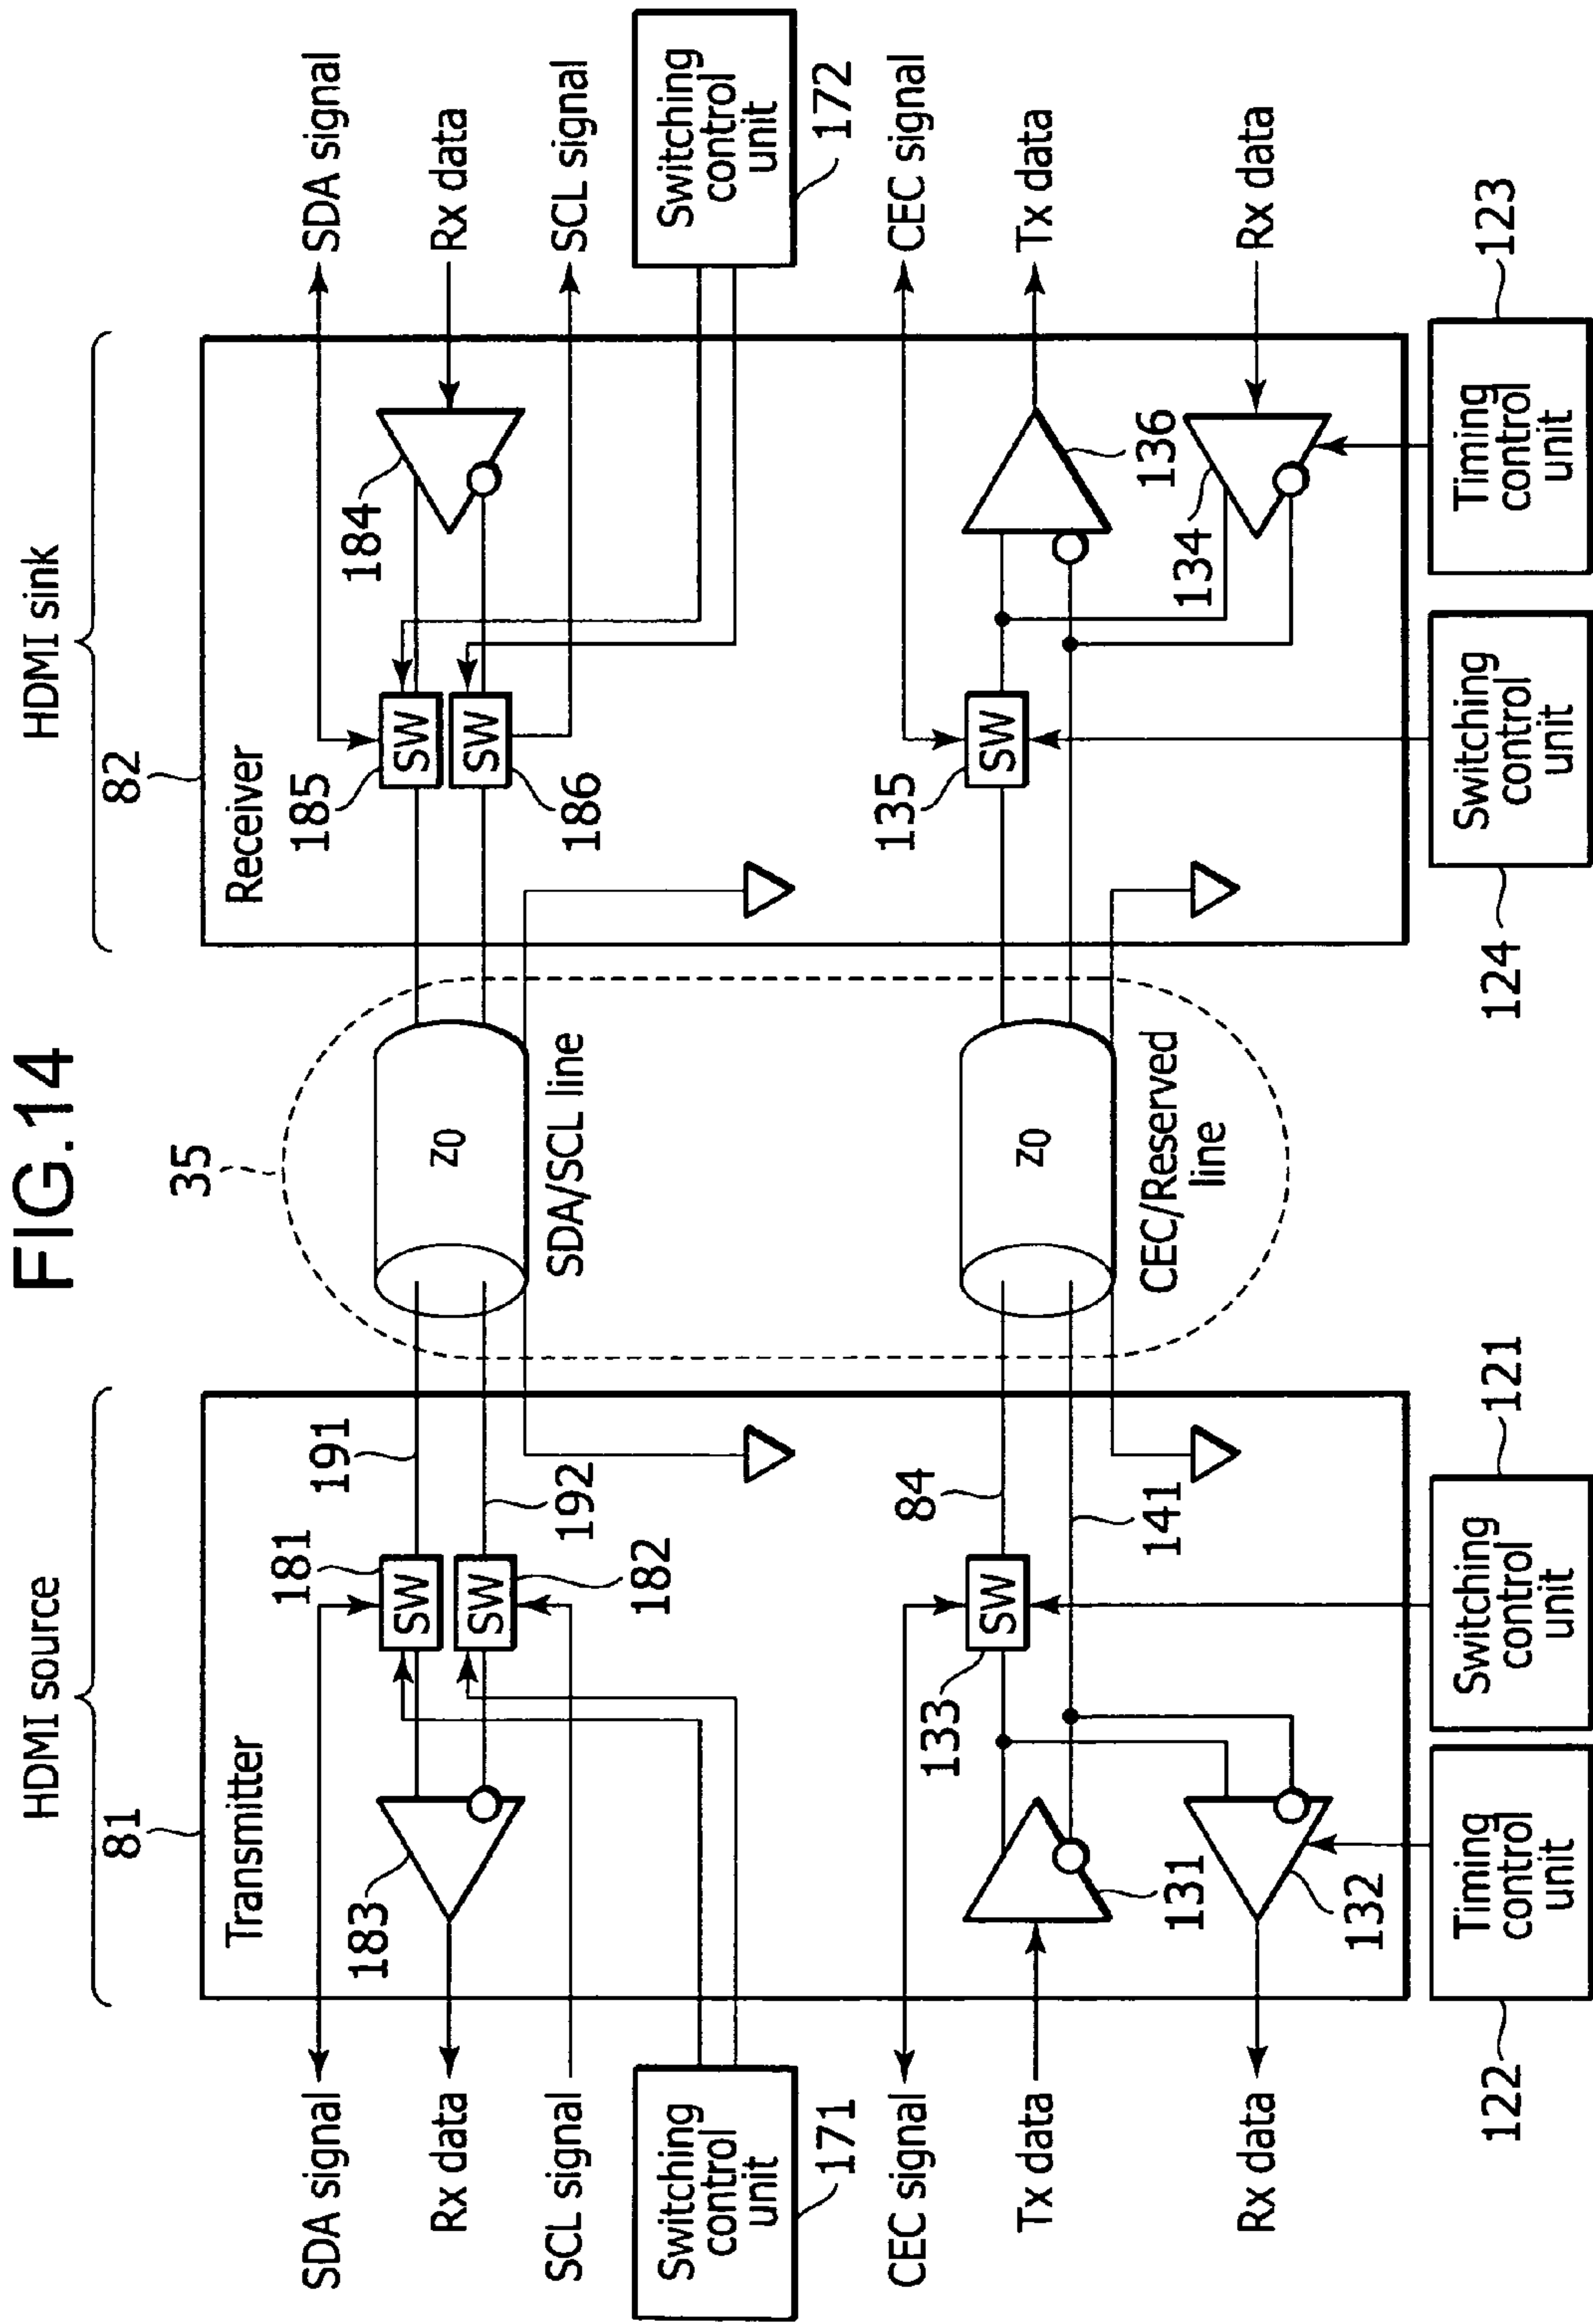 FIG.14
HDMI source
HDMI sink
81
35
82
Transmitter
Receiver
SDA signal
181
191
185
SDA signal
SW
SW
184
Rx data
183
Z0
Rx data
SW
SW
SCL signal
182
192
SDA/SCL line
186
SCL signal
Switching
control
unit
171
Switching
control
unit
172
CEC signal
133
84
135
CEC signal
SW
SW
Tx data
Z0
Tx data
131
141
CEC/Reserved
line
134
136
Rx data
132
Rx data
122
Timing
control
unit
Switching
control
unit
121
124
Switching
control
unit
Timing
control
unit
123